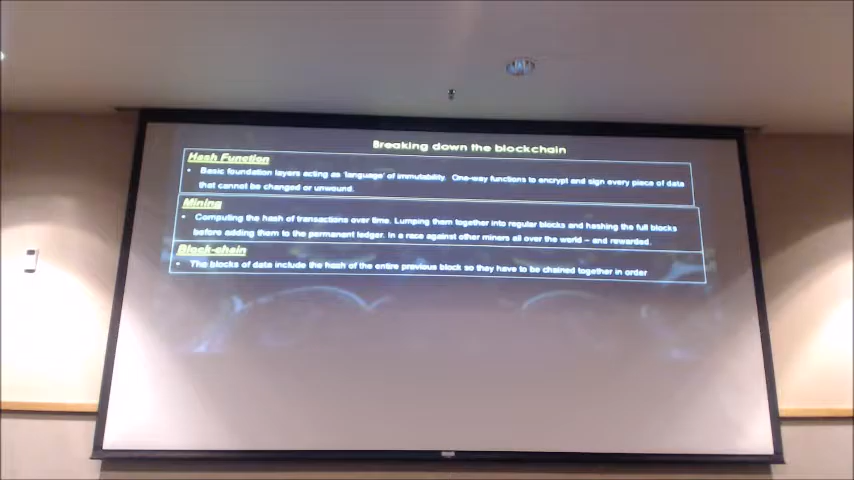 Breaking down the blockchain
Hash Function
• Basic foundation layers acting as 'language' of immutability. One-way functions to encrypt and sign every piece of data
that cannot be changed or unwound.
Mining
• Computing the hash of transactions over time. Lumping them together into regular blocks and hashing the full blocks
before adding them to the permanent ledger. In a race against other miners all over the world – and rewarded.
Block-chain
• The blocks of data include the hash of the entire previous block so they have to be chained together in order